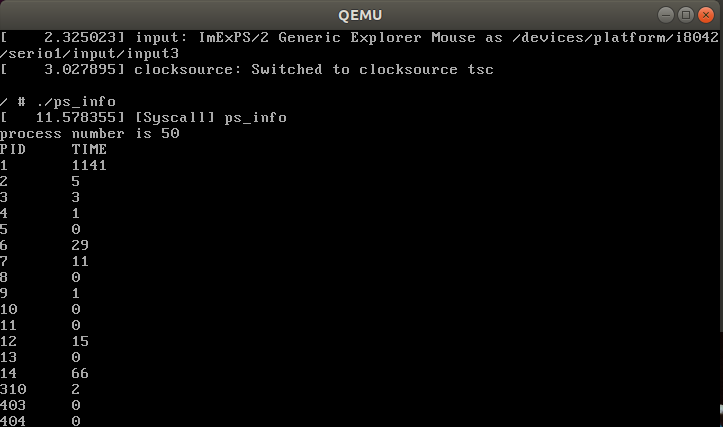 QEMU
[    2.325023] input: ImExPS/2 Generic Explorer Mouse as /devices/platform/i8042
/serio1/input/input3
[    3.027895] clocksource: Switched to clocksource tsc

/ # ./ps_info
[   11.578355] [Syscall] ps_info
process number is 50
PID     TIME
1       1141
2       5
3       3
4       1
5       0
6       29
7       11
8       0
9       1
10      0
11      0
12      15
13      0
14      66
310     2
403     0
404     0